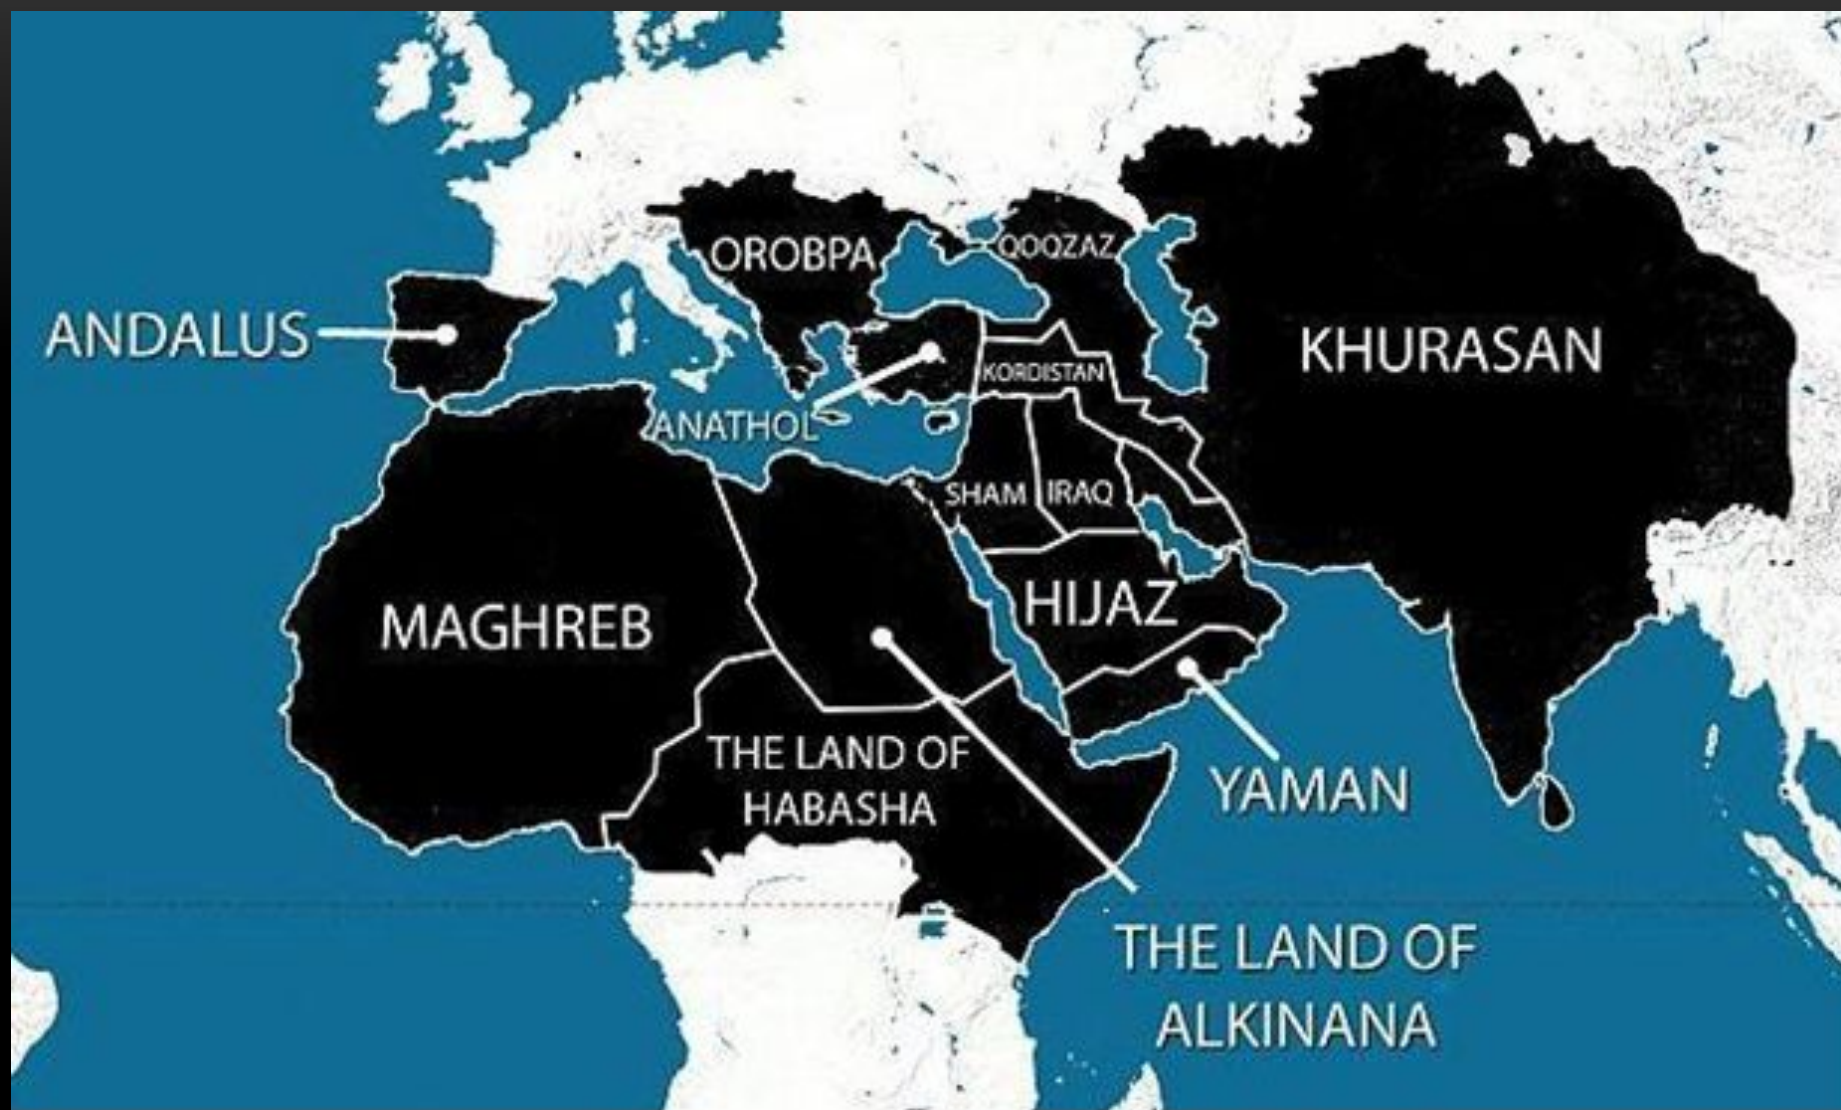 OROBPA
QOQZAZ
ANDALUS
KHURASAN
KORDISTAN
ANATHOL
SHAM
IRAQ
HIJAZ
MAGHREB
THE LAND OF
HABASHA
YAMAN
THE LAND OF
ALKINANA